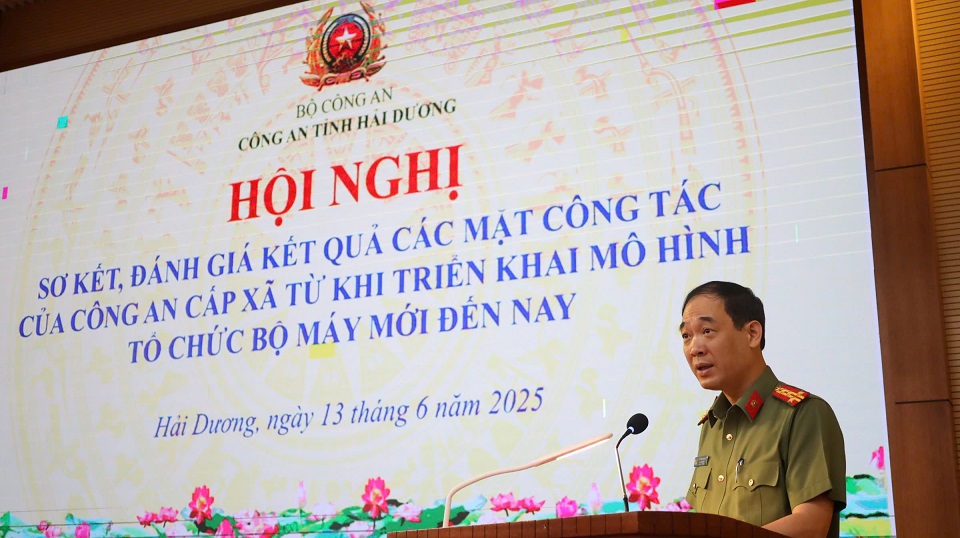 BỘ CÔNG AN
CÔNG AN TỈNH HẢI DƯƠNG
HỘI NGHỊ
SƠ KẾT, ĐÁNH GIÁ KẾT QUẢ CÁC MẶT CÔNG TÁC
CỦA CÔNG AN CẤP XÃ TỪ KHI TRIỂN KHAI MÔ HÌNH
TỔ CHỨC BỘ MÁY MỚI ĐẾN NAY
Hải Dương, ngày 13 tháng 6 năm 2025